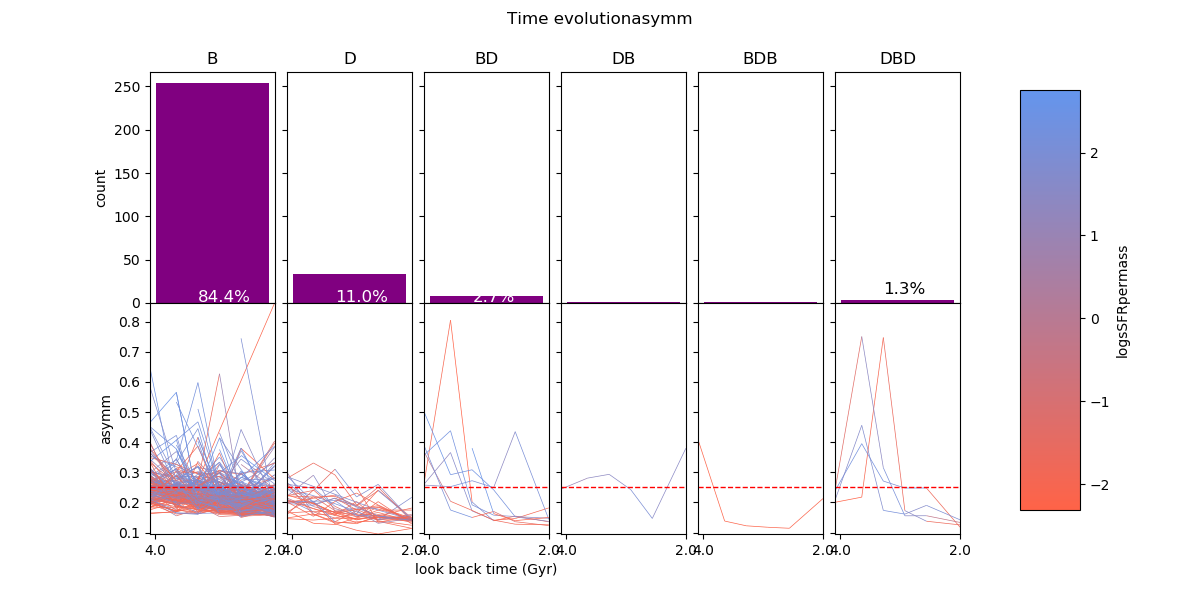 Time evolutionasymm
B D BD DB BDB DBD
250
200
150
100
50
0
count
84.4% 11.0% 2.7% 1.3%
0.8
0.7
0.6
0.5
0.4
0.3
0.2
0.1
asymm
4.0 2.0 4.0 2.0 4.0 2.0 4.0 2.0 4.0 2.0 4.0 2.0
look back time (Gyr)
2
1
0
−1
−2
logsSFRpermass